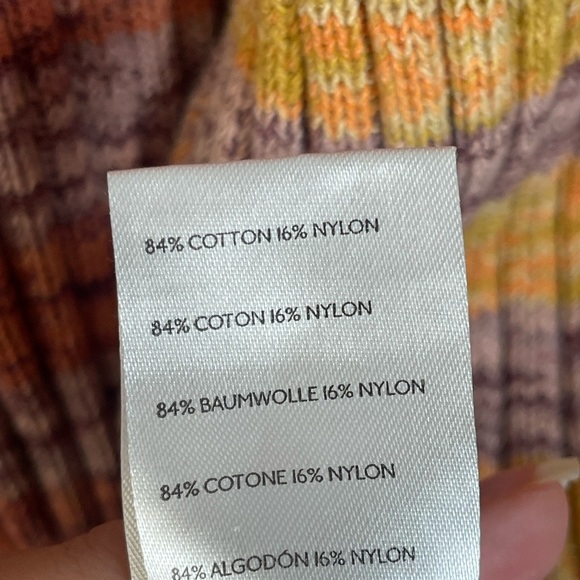 84% COTTON 16% NYLON
84% COTON 16% NYLON
84% BAUMWOLLE 16% NYLON
84% COTONE 16% NYLON
84% ALGODÓN 16% NYLON